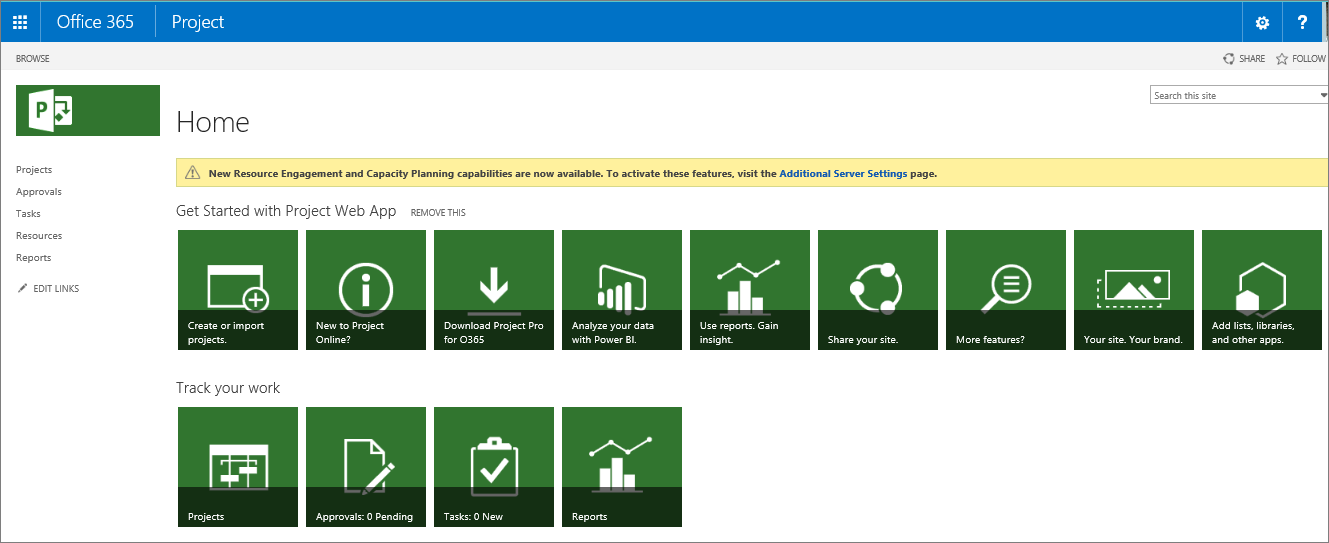 Office 365 Project ?
BROWSE SHARE FOLLOW
P
Search this site
Home
Projects
Approvals
Tasks
Resources
Reports
EDIT LINKS
New Resource Engagement and Capacity Planning capabilities are now available. To activate these features, visit the Additional Server Settings page.
Get Started with Project Web App REMOVE THIS
Create or import
projects.
New to Project
Online?
Download Project Pro
for O365
Analyze your data
with Power BI.
Use reports. Gain
insight.
Share your site.
More features?
Your site. Your brand.
Add lists, libraries,
and other apps.
Track your work
Projects
Approvals: 0 Pending
Tasks: 0 New
Reports